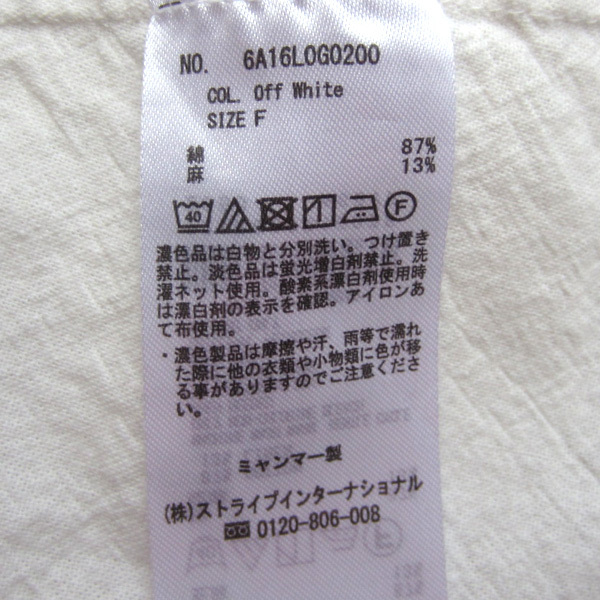 NO. 6A16L0G0200
COL. Off White
SIZE F
綿 87%
麻 13%
40 F
濃色品は白物と分別洗い。つけ置き
禁止。淡色品は蛍光増白剤禁止。洗
濯ネット使用。酸素系漂白剤使用時
は漂白剤の表示を確認。アイロンあ
て布使用。
・濃色製品は摩擦や汗、雨等で濡れ
た際に他の衣類や小物類に色が移
る事がありますのでご注意くださ
い。
ミャンマー製
(株)ストライプインターナショナル
0120-806-008